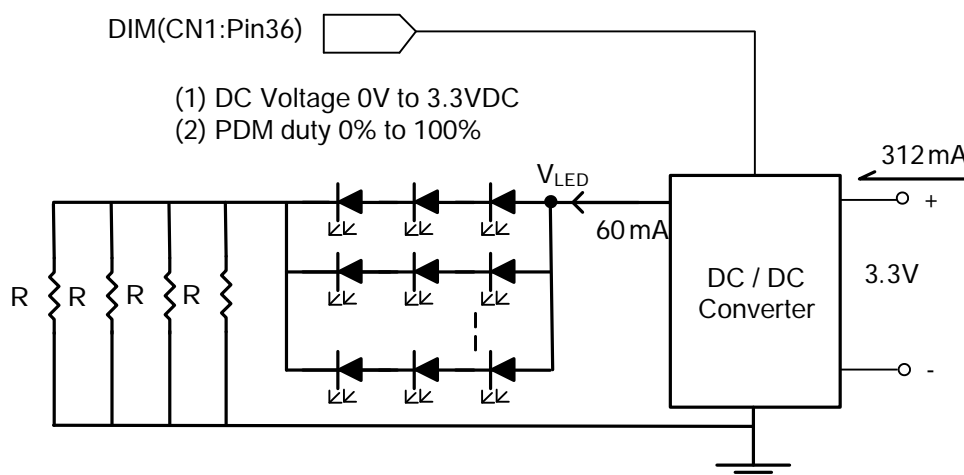 DIM(CN1:Pin36)
(1) DC Voltage 0V to 3.3VDC
(2) PDM duty 0% to 100%
312mA
VLED
+
60mA
R R R R
DC / DC
Converter
3.3V
-